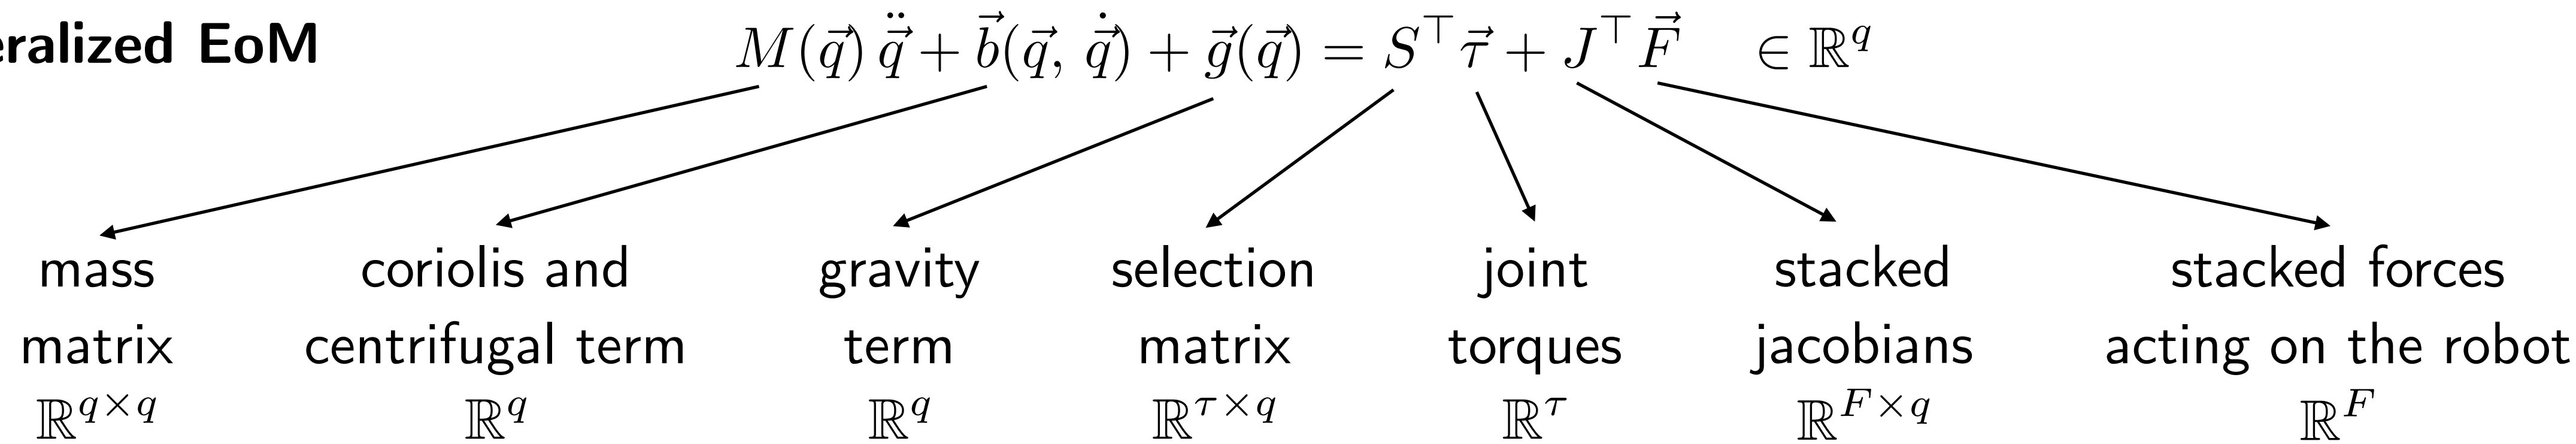 eralized EoM
M(q⃗) q⃗̈ + b⃗(q⃗, q⃗̇) + g⃗(q⃗) = S⊤τ⃗ + J⊤F⃗ ∈ ℝ^q
mass coriolis and gravity selection joint stacked stacked forces
matrix centrifugal term term matrix torques jacobians acting on the robot
ℝ^{q×q} ℝ^q ℝ^q ℝ^{τ×q} ℝ^τ ℝ^{F×q} ℝ^F